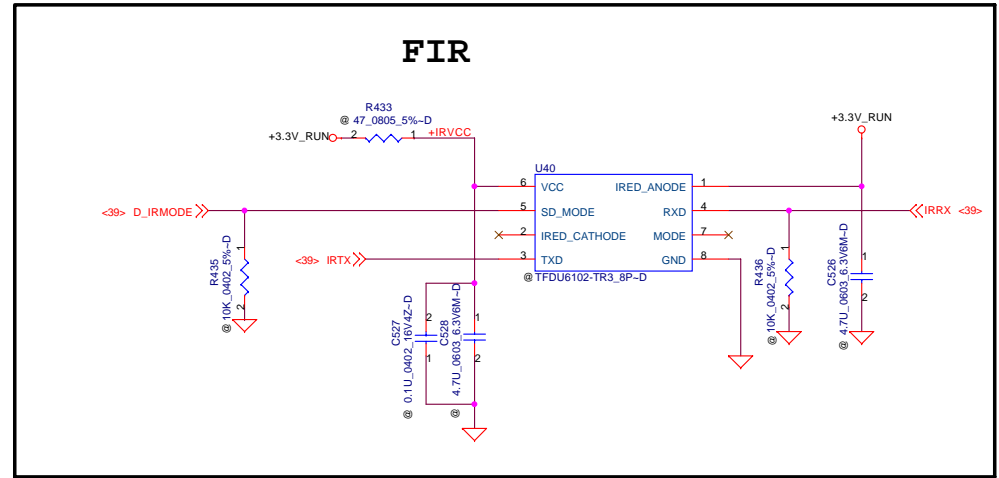 FIR
R433
@ 47_0805_5%~D
+3.3V_RUN
2
1
+IRVCC
+3.3V_RUN
U40
6
VCC
IRED_ANODE
1
<39> D_IRMODE
5
SD_MODE
RXD
4
IRRX <39>
2
IRED_CATHODE
MODE
7
<39> IRTX
3
TXD
GND
8
@ TFDU6102-TR3_8P~D
1
R435
@ 10K_0402_5%~D
2
2
C527
@ 0.1U_0402_16V4Z~D
1
1
C528
@ 4.7U_0603_6.3V6M~D
2
1
R436
@ 10K_0402_5%~D
2
1
C526
@ 4.7U_0603_6.3V6M~D
2